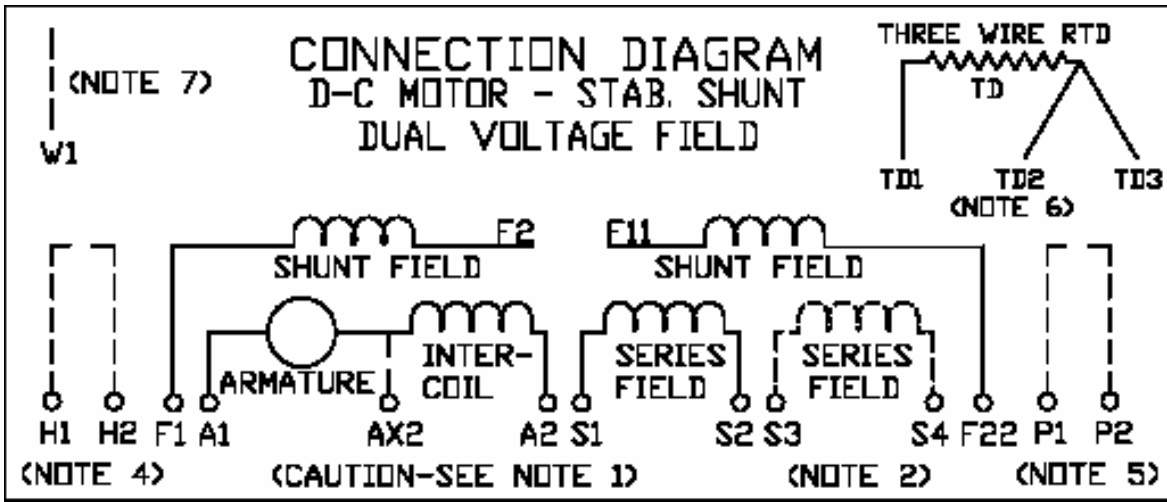 CONNECTION DIAGRAM
D-C MOTOR - STAB. SHUNT
DUAL VOLTAGE FIELD
(NOTE 7)
W1
THREE WIRE RTD
TD
TD1 TD2 TD3
(NOTE 6)
F2 F11
SHUNT FIELD SHUNT FIELD
ARMATURE
INTER-
COIL
SERIES
FIELD
SERIES
FIELD
H1 H2 F1 A1 AX2 A2 S1 S2 S3 S4 F22 P1 P2
(NOTE 4) (CAUTION-SEE NOTE 1) (NOTE 2) (NOTE 5)